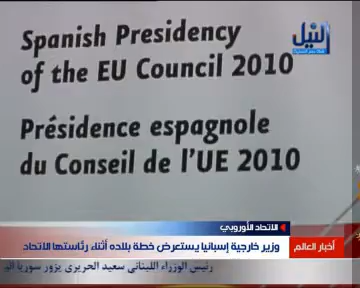 النيل
Spanish Presidency
of the EU Council 2010
Présidence espagnole
du Conseil de l'UE 2010
الاتحاد الأوروبي
أخبار العالم
وزير خارجية إسبانيا يستعرض خطة بلاده أثناء رئاستها الاتحاد
رئيس الوزراء اللبناني سعيد الحريرى يزور سوريا